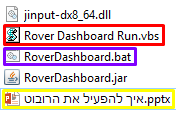 jinput-dx8_64.dll
Rover Dashboard Run.vbs
RoverDashboard.bat
RoverDashboard.jar
איך להפעיל את הרובוט.pptx